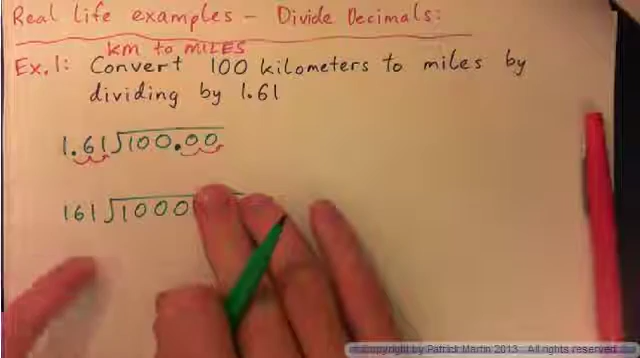 Real life examples - Divide Decimals:
km to MILES
Ex.1: Convert 100 kilometers to miles by
dividing by 1.61
1.61 100.00
161 1000
Copyright by Patrick Martin 2013 . All rights reserved